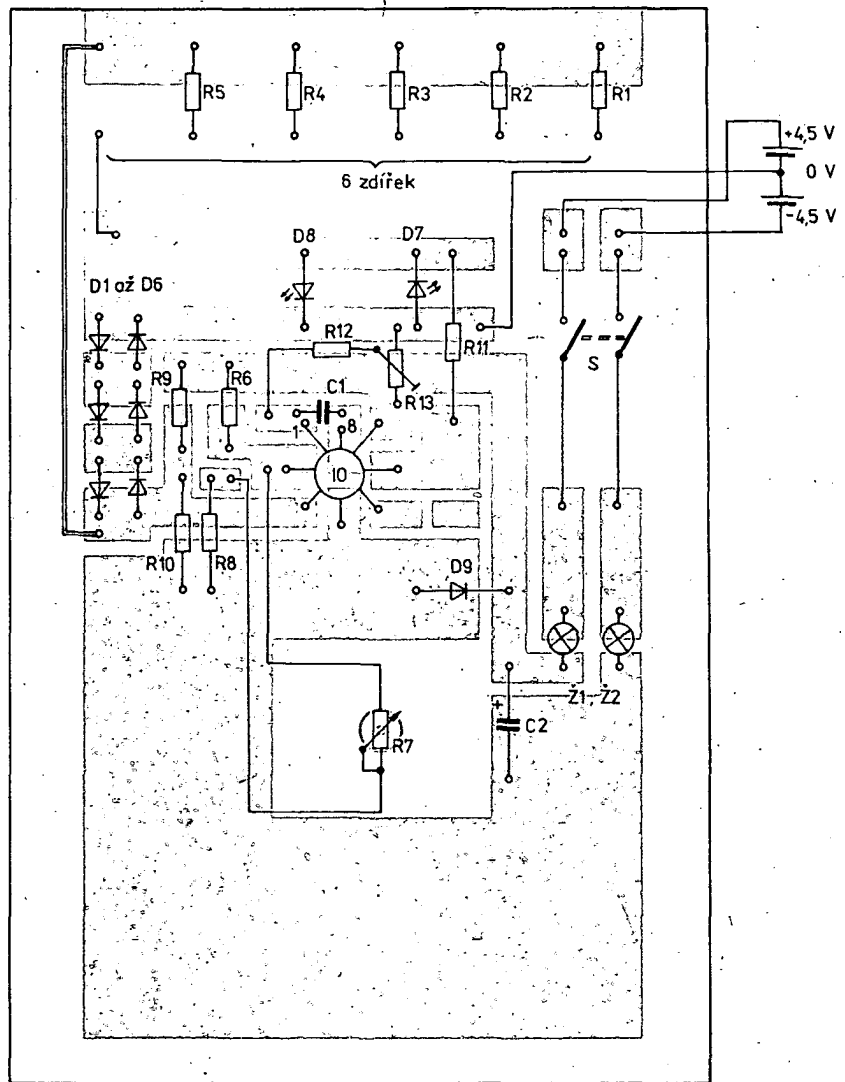 R5 R4 R3 R2 R1
6 zdířek
+4,5 V
0 V
-4,5 V
D8 D7
D1 až D6
R12
R11
S
R9 R6 C1
R13
1 8
IO
R10 R8
D9
Ž1, Ž2
+
C2
R7